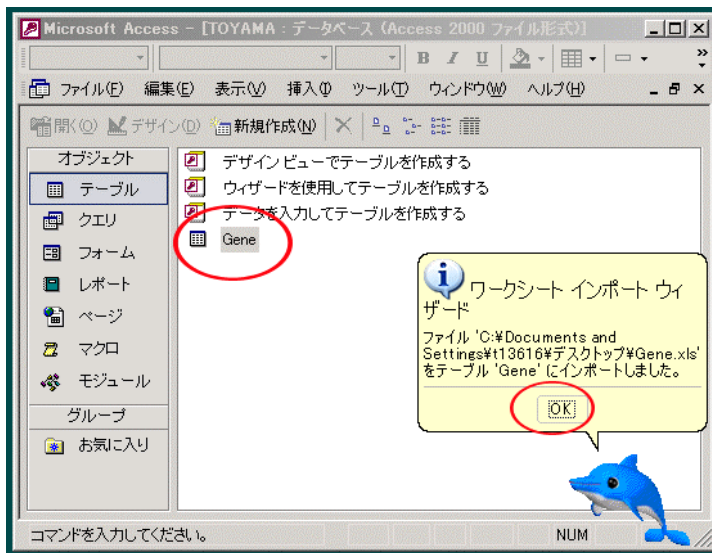 Microsoft Access - [TOYAMA : データベース (Access 2000 ファイル形式)]
B I U
ファイル(F) 編集(E) 表示(V) 挿入(I) ツール(T) ウィンドウ(W) ヘルプ(H)
開く(O) デザイン(D) 新規作成(N)
オブジェクト
テーブル
クエリ
フォーム
レポート
ページ
マクロ
モジュール
グループ
お気に入り
デザイン ビューでテーブルを作成する
ウィザードを使用してテーブルを作成する
データを入力してテーブルを作成する
Gene
ワークシート インポート ウィ
ザード
ファイル 'C:¥Documents and
Settings¥t13616¥デスクトップ¥Gene.xls'
をテーブル 'Gene' にインポートしました。
OK
コマンドを入力してください。
NUM